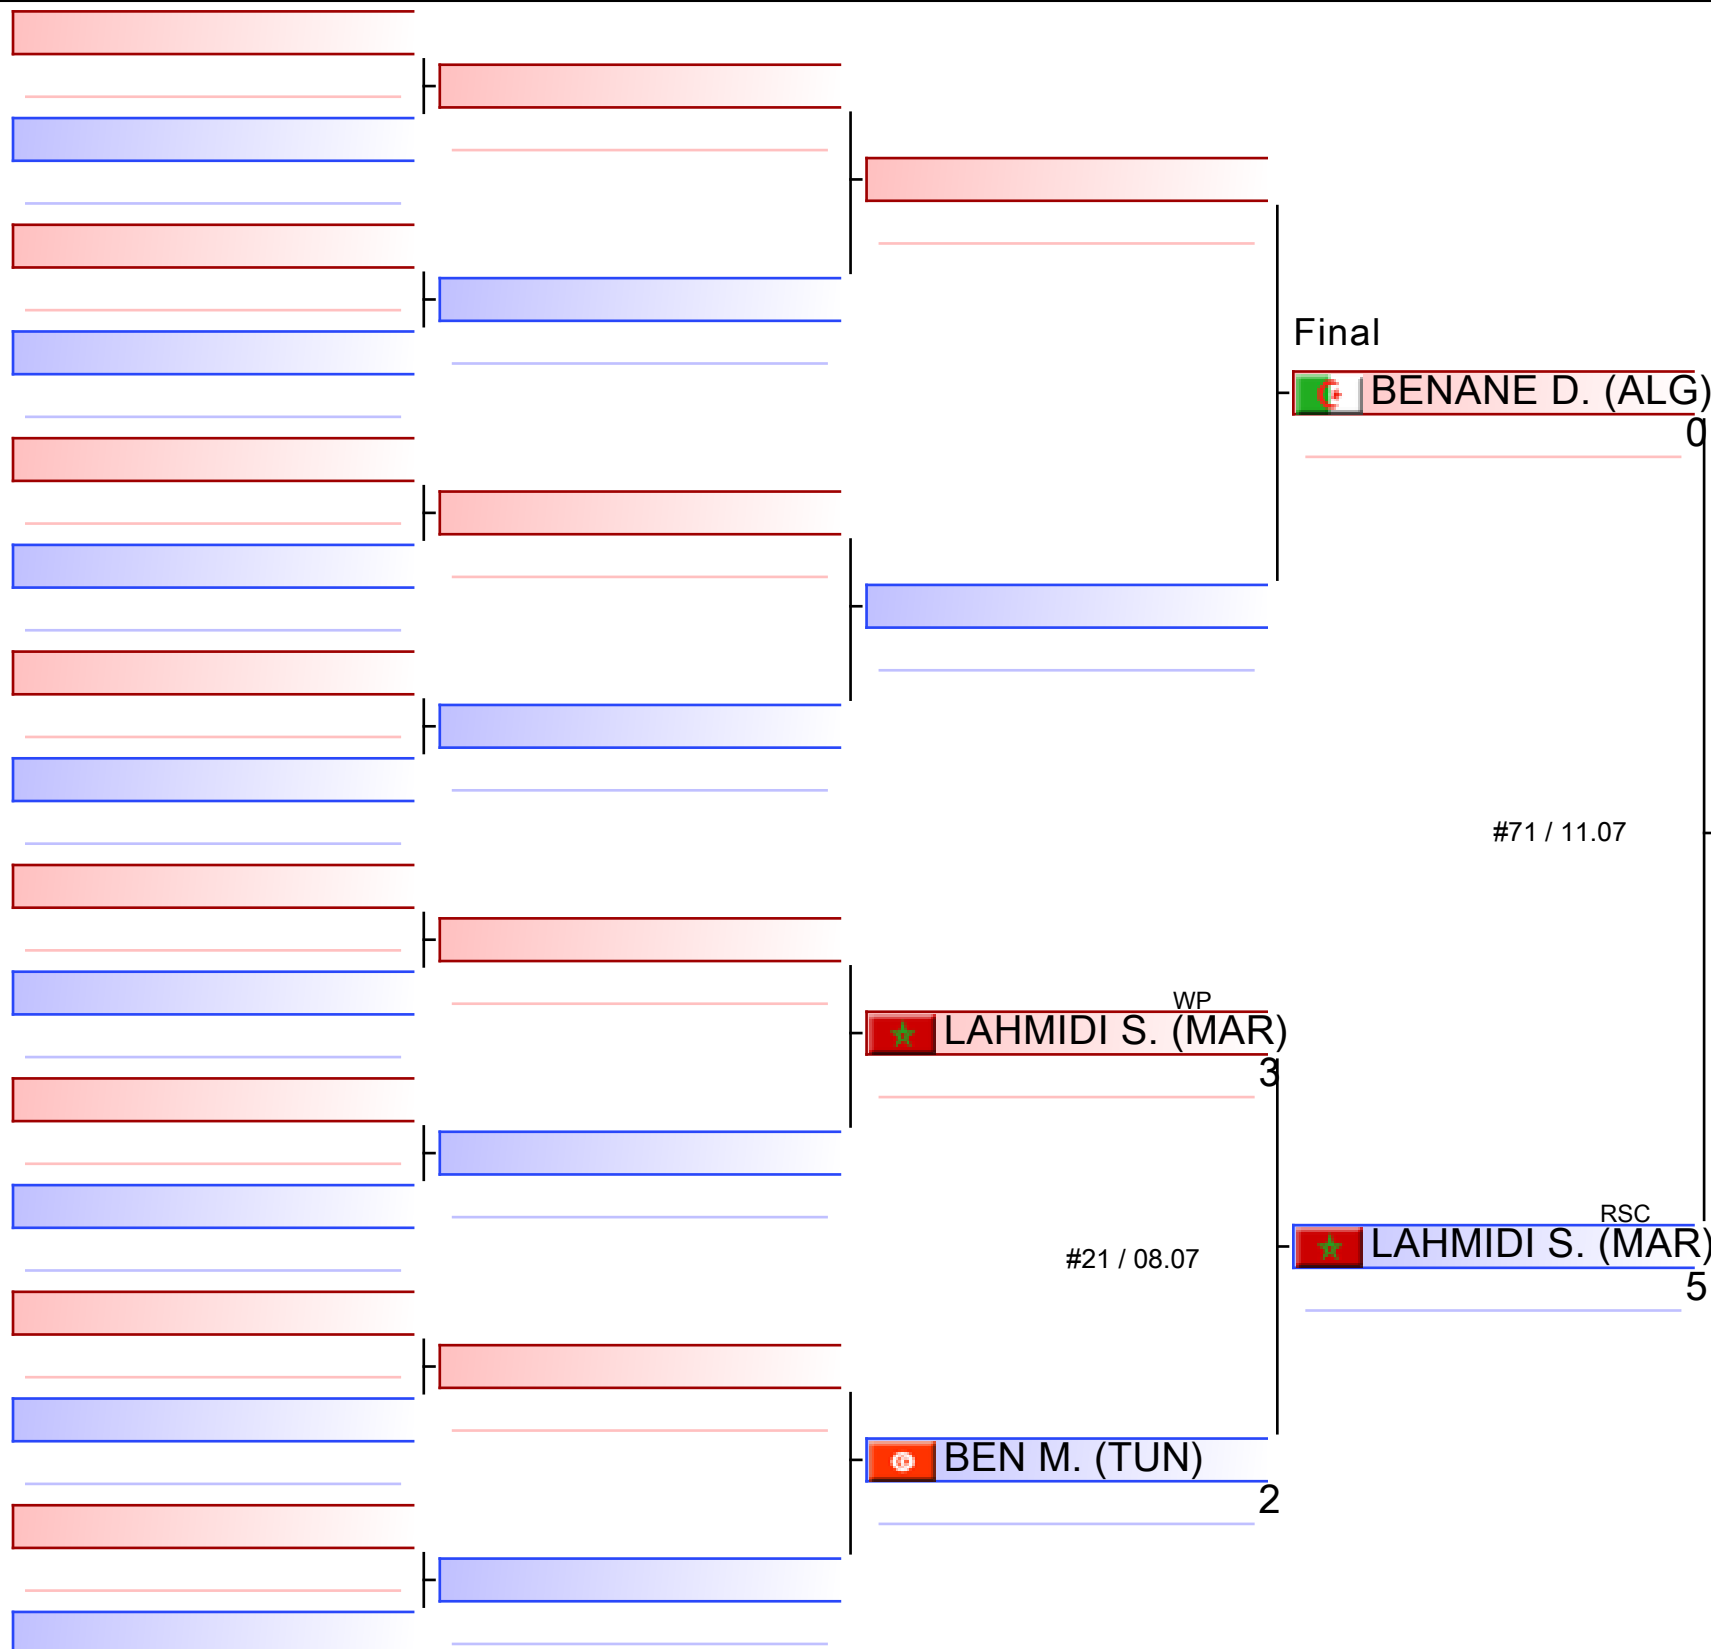 Final
BENANE D. (ALG)
0
#71 / 11.07
WP
LAHMIDI S. (MAR)
3
RSC
LAHMIDI S. (MAR)
5
#21 / 08.07
BEN M. (TUN)
2